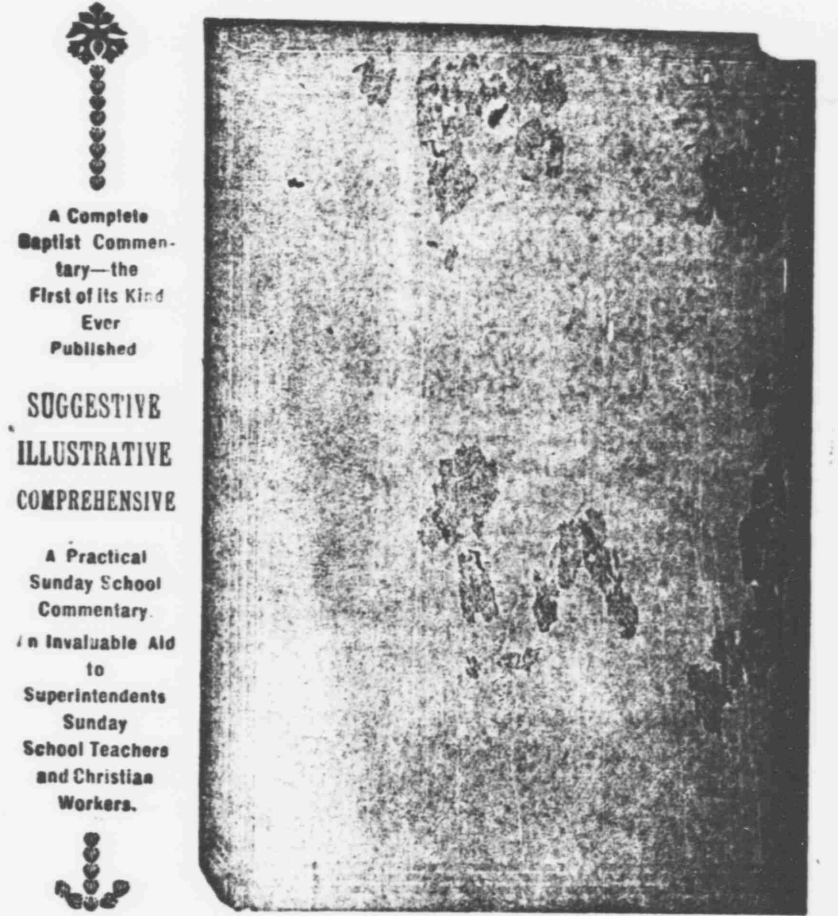 A Complete
Baptist Commen-
tary—the
First of its Kind
Ever
Published
SUGGESTIVE
ILLUSTRATIVE
COMPREHENSIVE
A Practical
Sunday School
Commentary.
An Invaluable Aid
to
Superintendents
Sunday
School Teachers
and Christian
Workers.